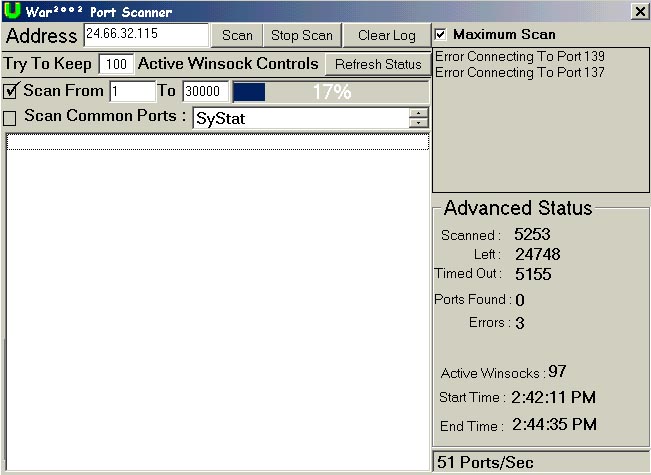 War²⁰⁰² Port Scanner
Address 24.66.32.115 Scan Stop Scan Clear Log
Maximum Scan
Try To Keep 100 Active Winsock Controls Refresh Status
Error Connecting To Port 139
Error Connecting To Port 137
Scan From 1 To 30000 17%
Scan Common Ports : SyStat
Advanced Status
Scanned : 5253
Left : 24748
Timed Out : 5155
Ports Found : 0
Errors : 3
Active Winsocks : 97
Start Time : 2:42:11 PM
End Time : 2:44:35 PM
51 Ports/Sec